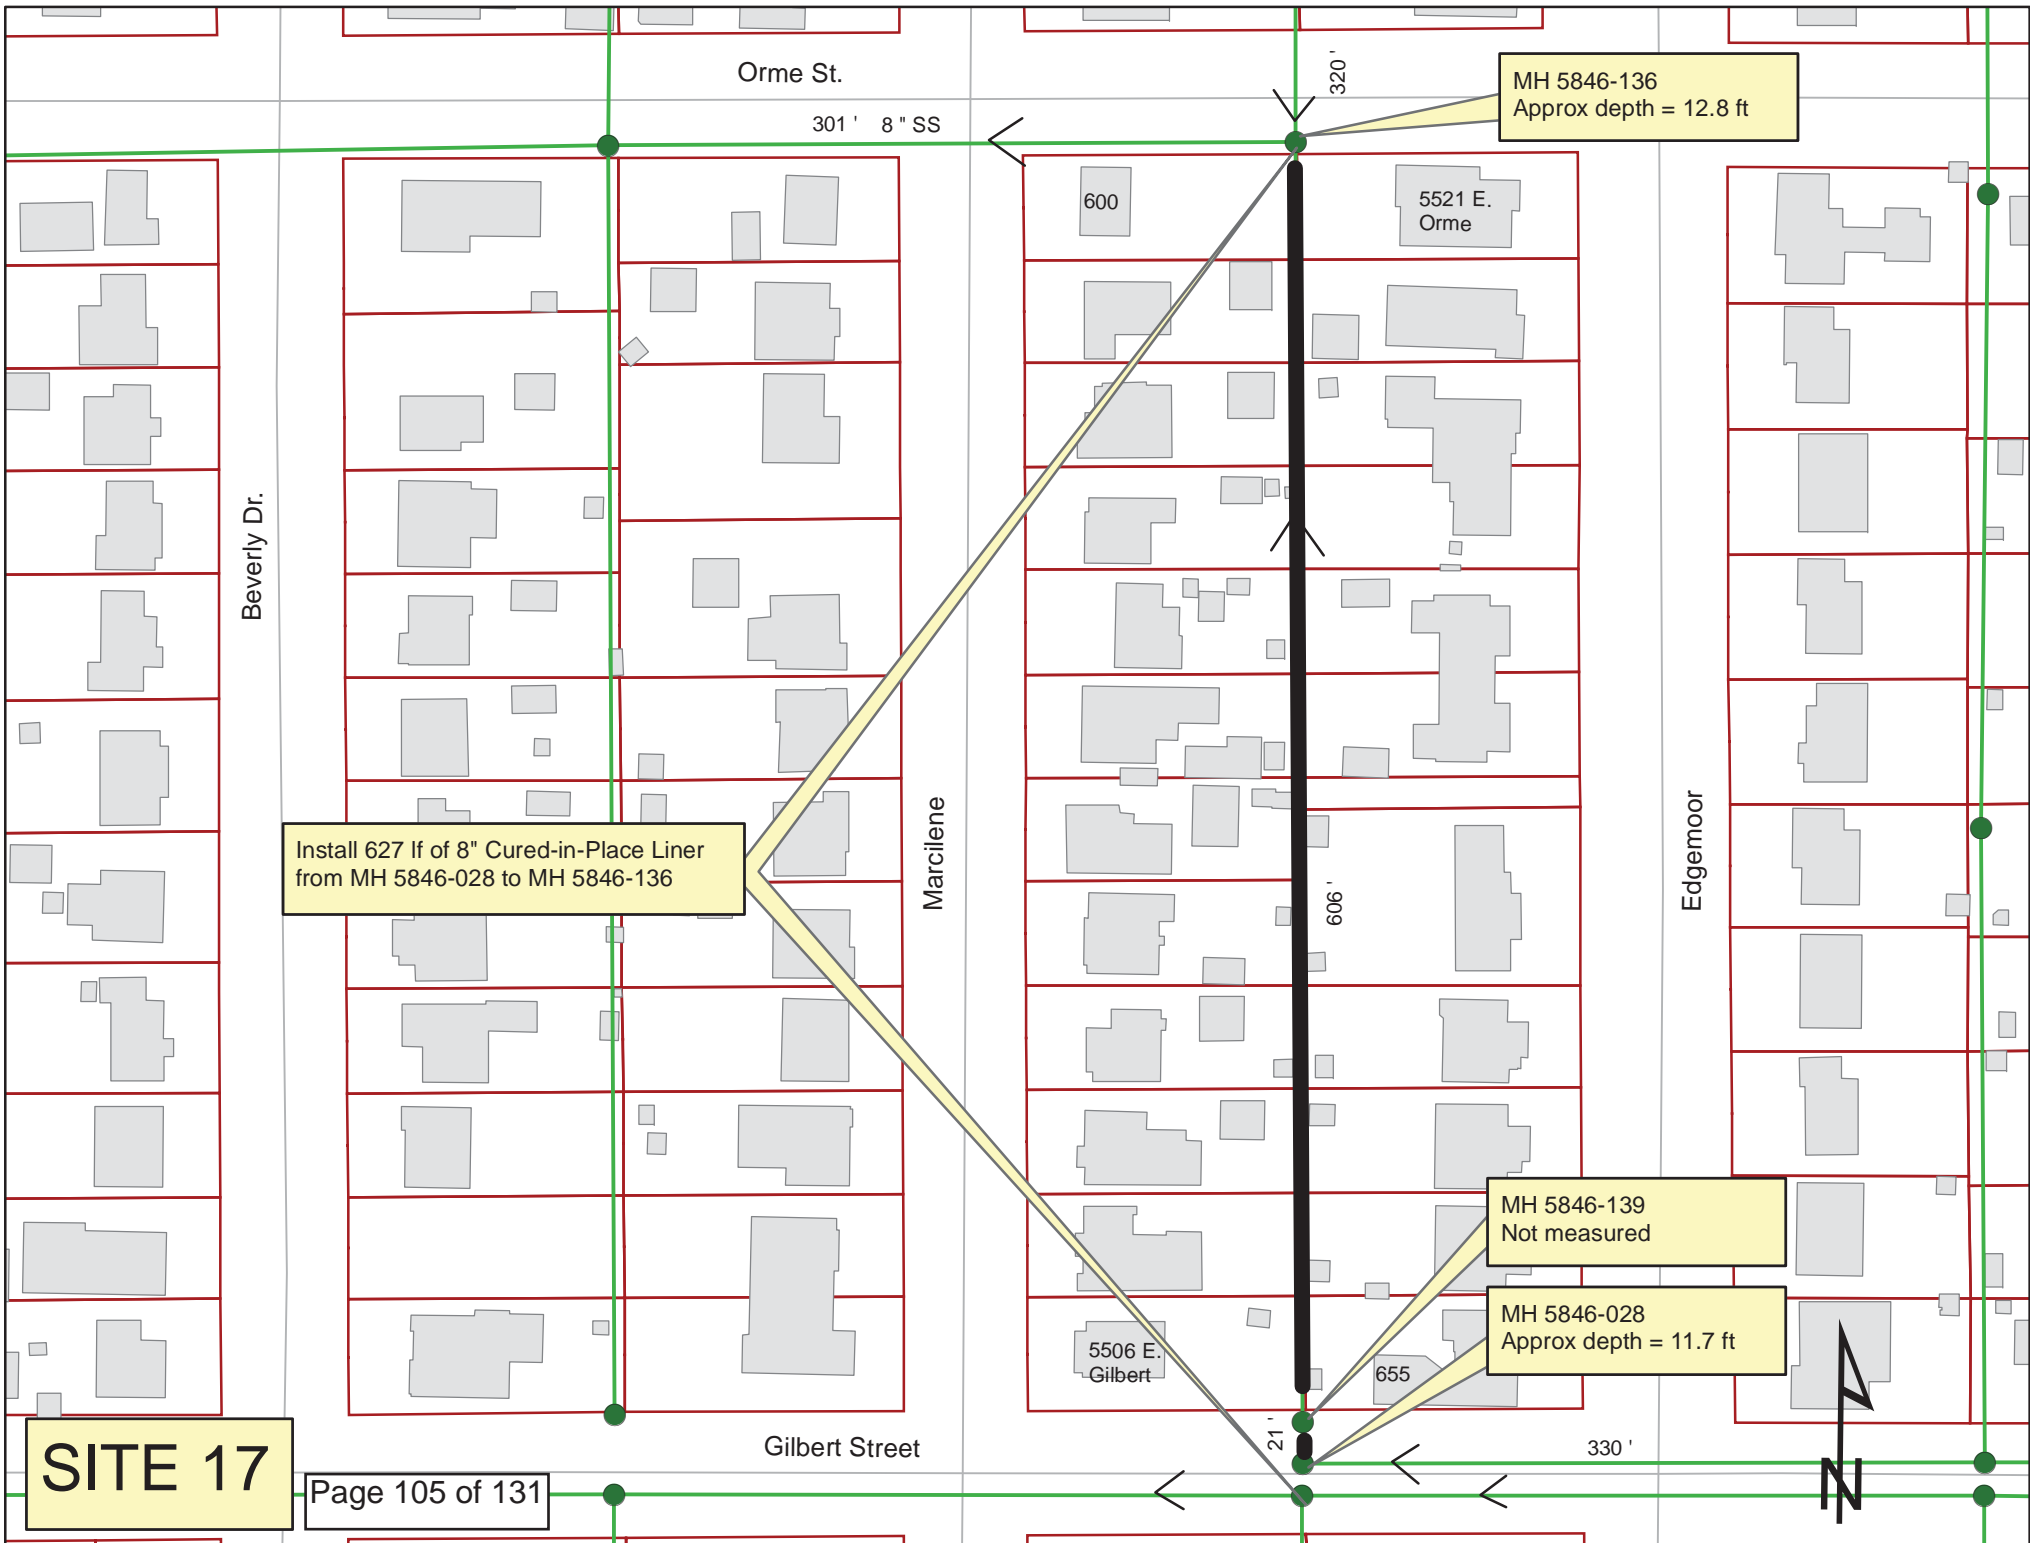 Orme St.
320 '
MH 5846-136
Approx depth = 12.8 ft
301 ' 8 " SS
600
5521 E.
Orme
Beverly Dr.
Install 627 lf of 8" Cured-in-Place Liner
from MH 5846-028 to MH 5846-136
Marcilene
606 '
Edgemoor
MH 5846-139
Not measured
MH 5846-028
Approx depth = 11.7 ft
5506 E.
Gilbert
655
21 '
Gilbert Street
330 '
SITE 17
Page 105 of 131
N